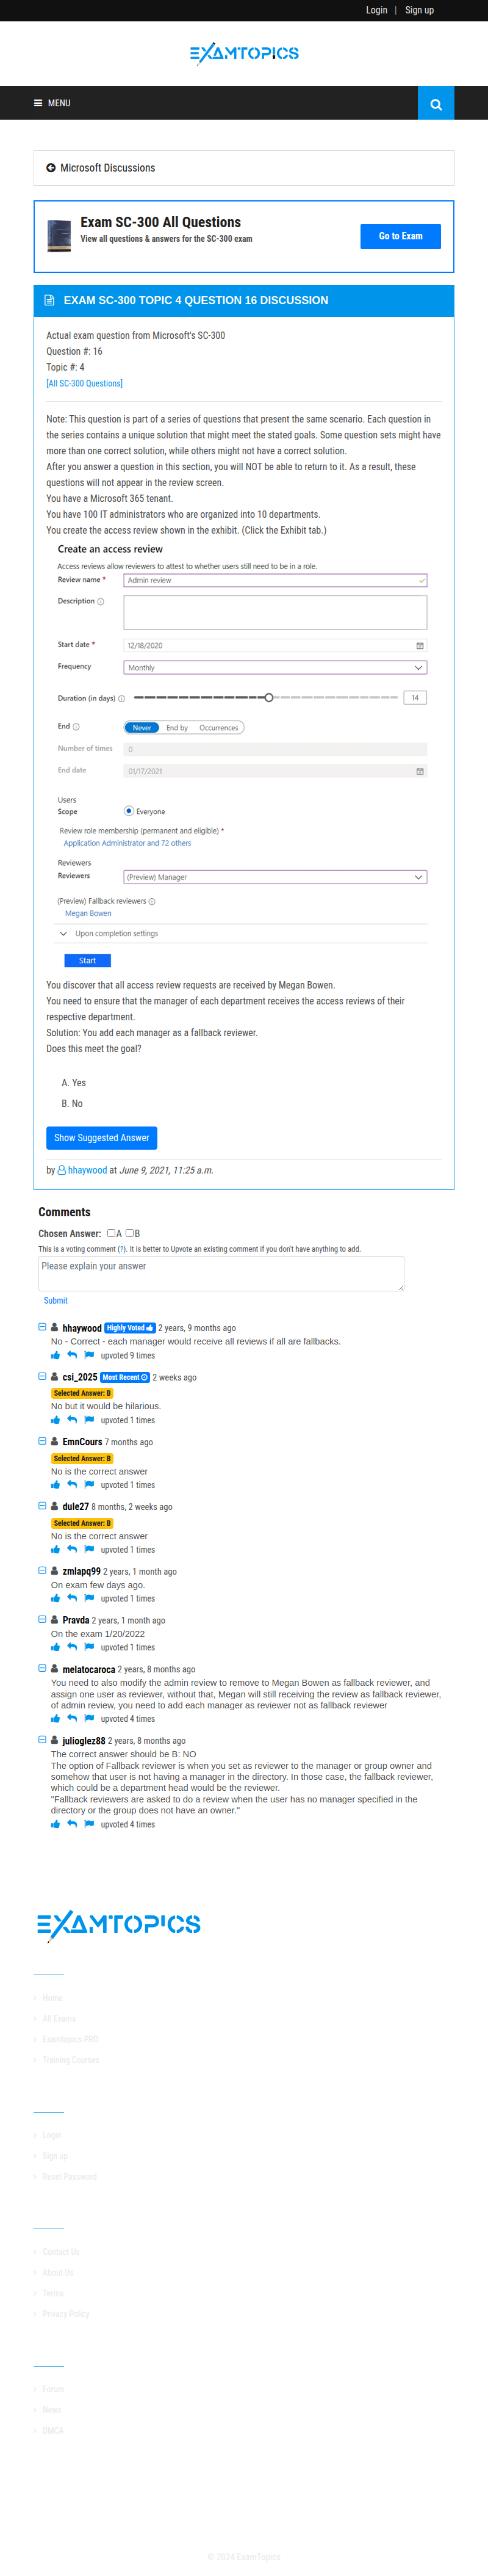 Login | Sign up
EXAMTOPICS
MENU
Microsoft Discussions
Exam SC-300 All Questions
View all questions & answers for the SC-300 exam
Go to Exam
EXAM SC-300 TOPIC 4 QUESTION 16 DISCUSSION
Actual exam question from Microsoft's SC-300
Question #: 16
Topic #: 4
[All SC-300 Questions]
Note: This question is part of a series of questions that present the same scenario. Each question in
the series contains a unique solution that might meet the stated goals. Some question sets might have
more than one correct solution, while others might not have a correct solution.
After you answer a question in this section, you will NOT be able to return to it. As a result, these
questions will not appear in the review screen.
You have a Microsoft 365 tenant.
You have 100 IT administrators who are organized into 10 departments.
You create the access review shown in the exhibit. (Click the Exhibit tab.)
Create an access review
Access reviews allow reviewers to attest to whether users still need to be in a role.
Review name * Admin review
Description
Start date * 12/18/2020
Frequency Monthly
Duration (in days) 14
End Never End by Occurrences
Number of times 0
End date 01/17/2021
Users
Scope Everyone
Review role membership (permanent and eligible) *
Application Administrator and 72 others
Reviewers
Reviewers (Preview) Manager
(Preview) Fallback reviewers
Megan Bowen
Upon completion settings
Start
You discover that all access review requests are received by Megan Bowen.
You need to ensure that the manager of each department receives the access reviews of their
respective department.
Solution: You add each manager as a fallback reviewer.
Does this meet the goal?
A. Yes
B. No
Show Suggested Answer
by hhaywood at June 9, 2021, 11:25 a.m.
Comments
Chosen Answer: A B
This is a voting comment (?). It is better to Upvote an existing comment if you don't have anything to add.
Please explain your answer
Submit
hhaywood Highly Voted 2 years, 9 months ago
No - Correct - each manager would receive all reviews if all are fallbacks.
upvoted 9 times
csi_2025 Most Recent 2 weeks ago
Selected Answer: B
No but it would be hilarious.
upvoted 1 times
EmnCours 7 months ago
Selected Answer: B
No is the correct answer
upvoted 1 times
dule27 8 months, 2 weeks ago
Selected Answer: B
No is the correct answer
upvoted 1 times
zmlapq99 2 years, 1 month ago
On exam few days ago.
upvoted 1 times
Pravda 2 years, 1 month ago
On the exam 1/20/2022
upvoted 1 times
melatocaroca 2 years, 8 months ago
You need to also modify the admin review to remove to Megan Bowen as fallback reviewer, and
assign one user as reviewer, without that, Megan will still receiving the review as fallback reviewer,
of admin review, you need to add each manager as reviewer not as fallback reviewer
upvoted 4 times
julioglez88 2 years, 8 months ago
The correct answer should be B: NO
The option of Fallback reviewer is when you set as reviewer to the manager or group owner and
somehow that user is not having a manager in the directory. In those case, the fallback reviewer,
which could be a department head would be the reviewer.
"Fallback reviewers are asked to do a review when the user has no manager specified in the
directory or the group does not have an owner."
upvoted 4 times
EXAMTOPICS
Home
All Exams
Examtopics PRO
Training Courses
Login
Sign up
Reset Password
Contact Us
About Us
Terms
Privacy Policy
Forum
News
DMCA
© 2024 ExamTopics